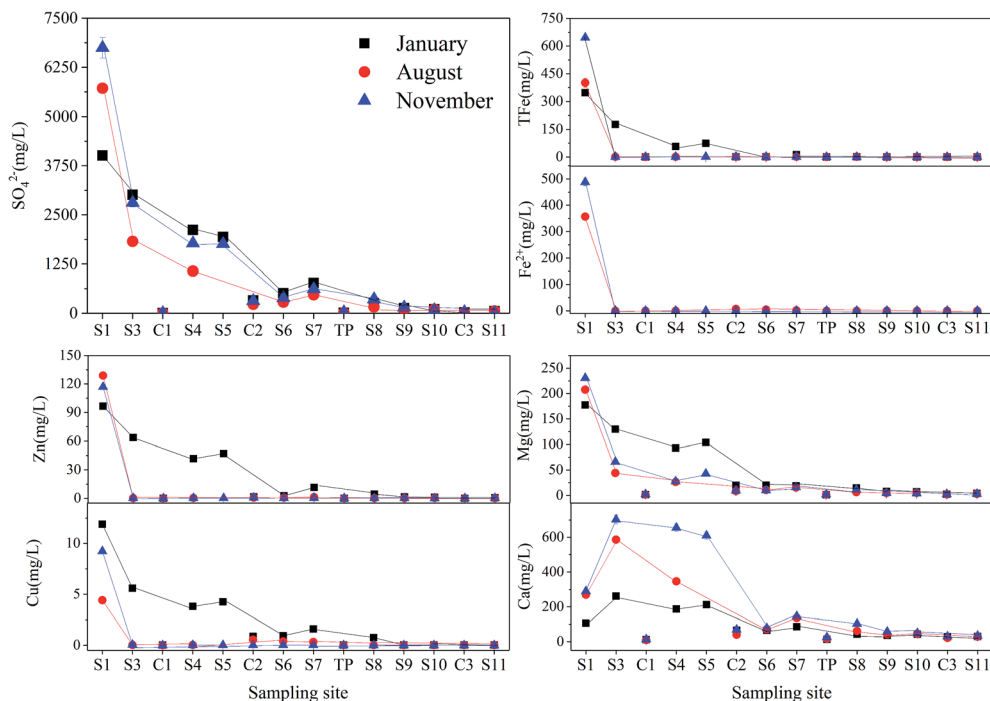 7500
6250
5000
3750
2500
1250
0
SO₄²⁻(mg/L)
January
August
November
S1 S3 C1 S4 S5 C2 S6 S7 TP S8 S9 S10 C3 S11
750
600
450
300
150
0
TFe(mg/L)
500
400
300
200
100
0
Fe²⁺(mg/L)
S1 S3 C1 S4 S5 C2 S6 S7 TP S8 S9 S10 C3 S11
150
120
90
60
30
0
Zn(mg/L)
10
5
0
Cu(mg/L)
S1 S3 C1 S4 S5 C2 S6 S7 TP S8 S9 S10 C3 S11
Sampling site
250
200
150
100
50
0
Mg(mg/L)
600
400
200
0
Ca(mg/L)
S1 S3 C1 S4 S5 C2 S6 S7 TP S8 S9 S10 C3 S11
Sampling site